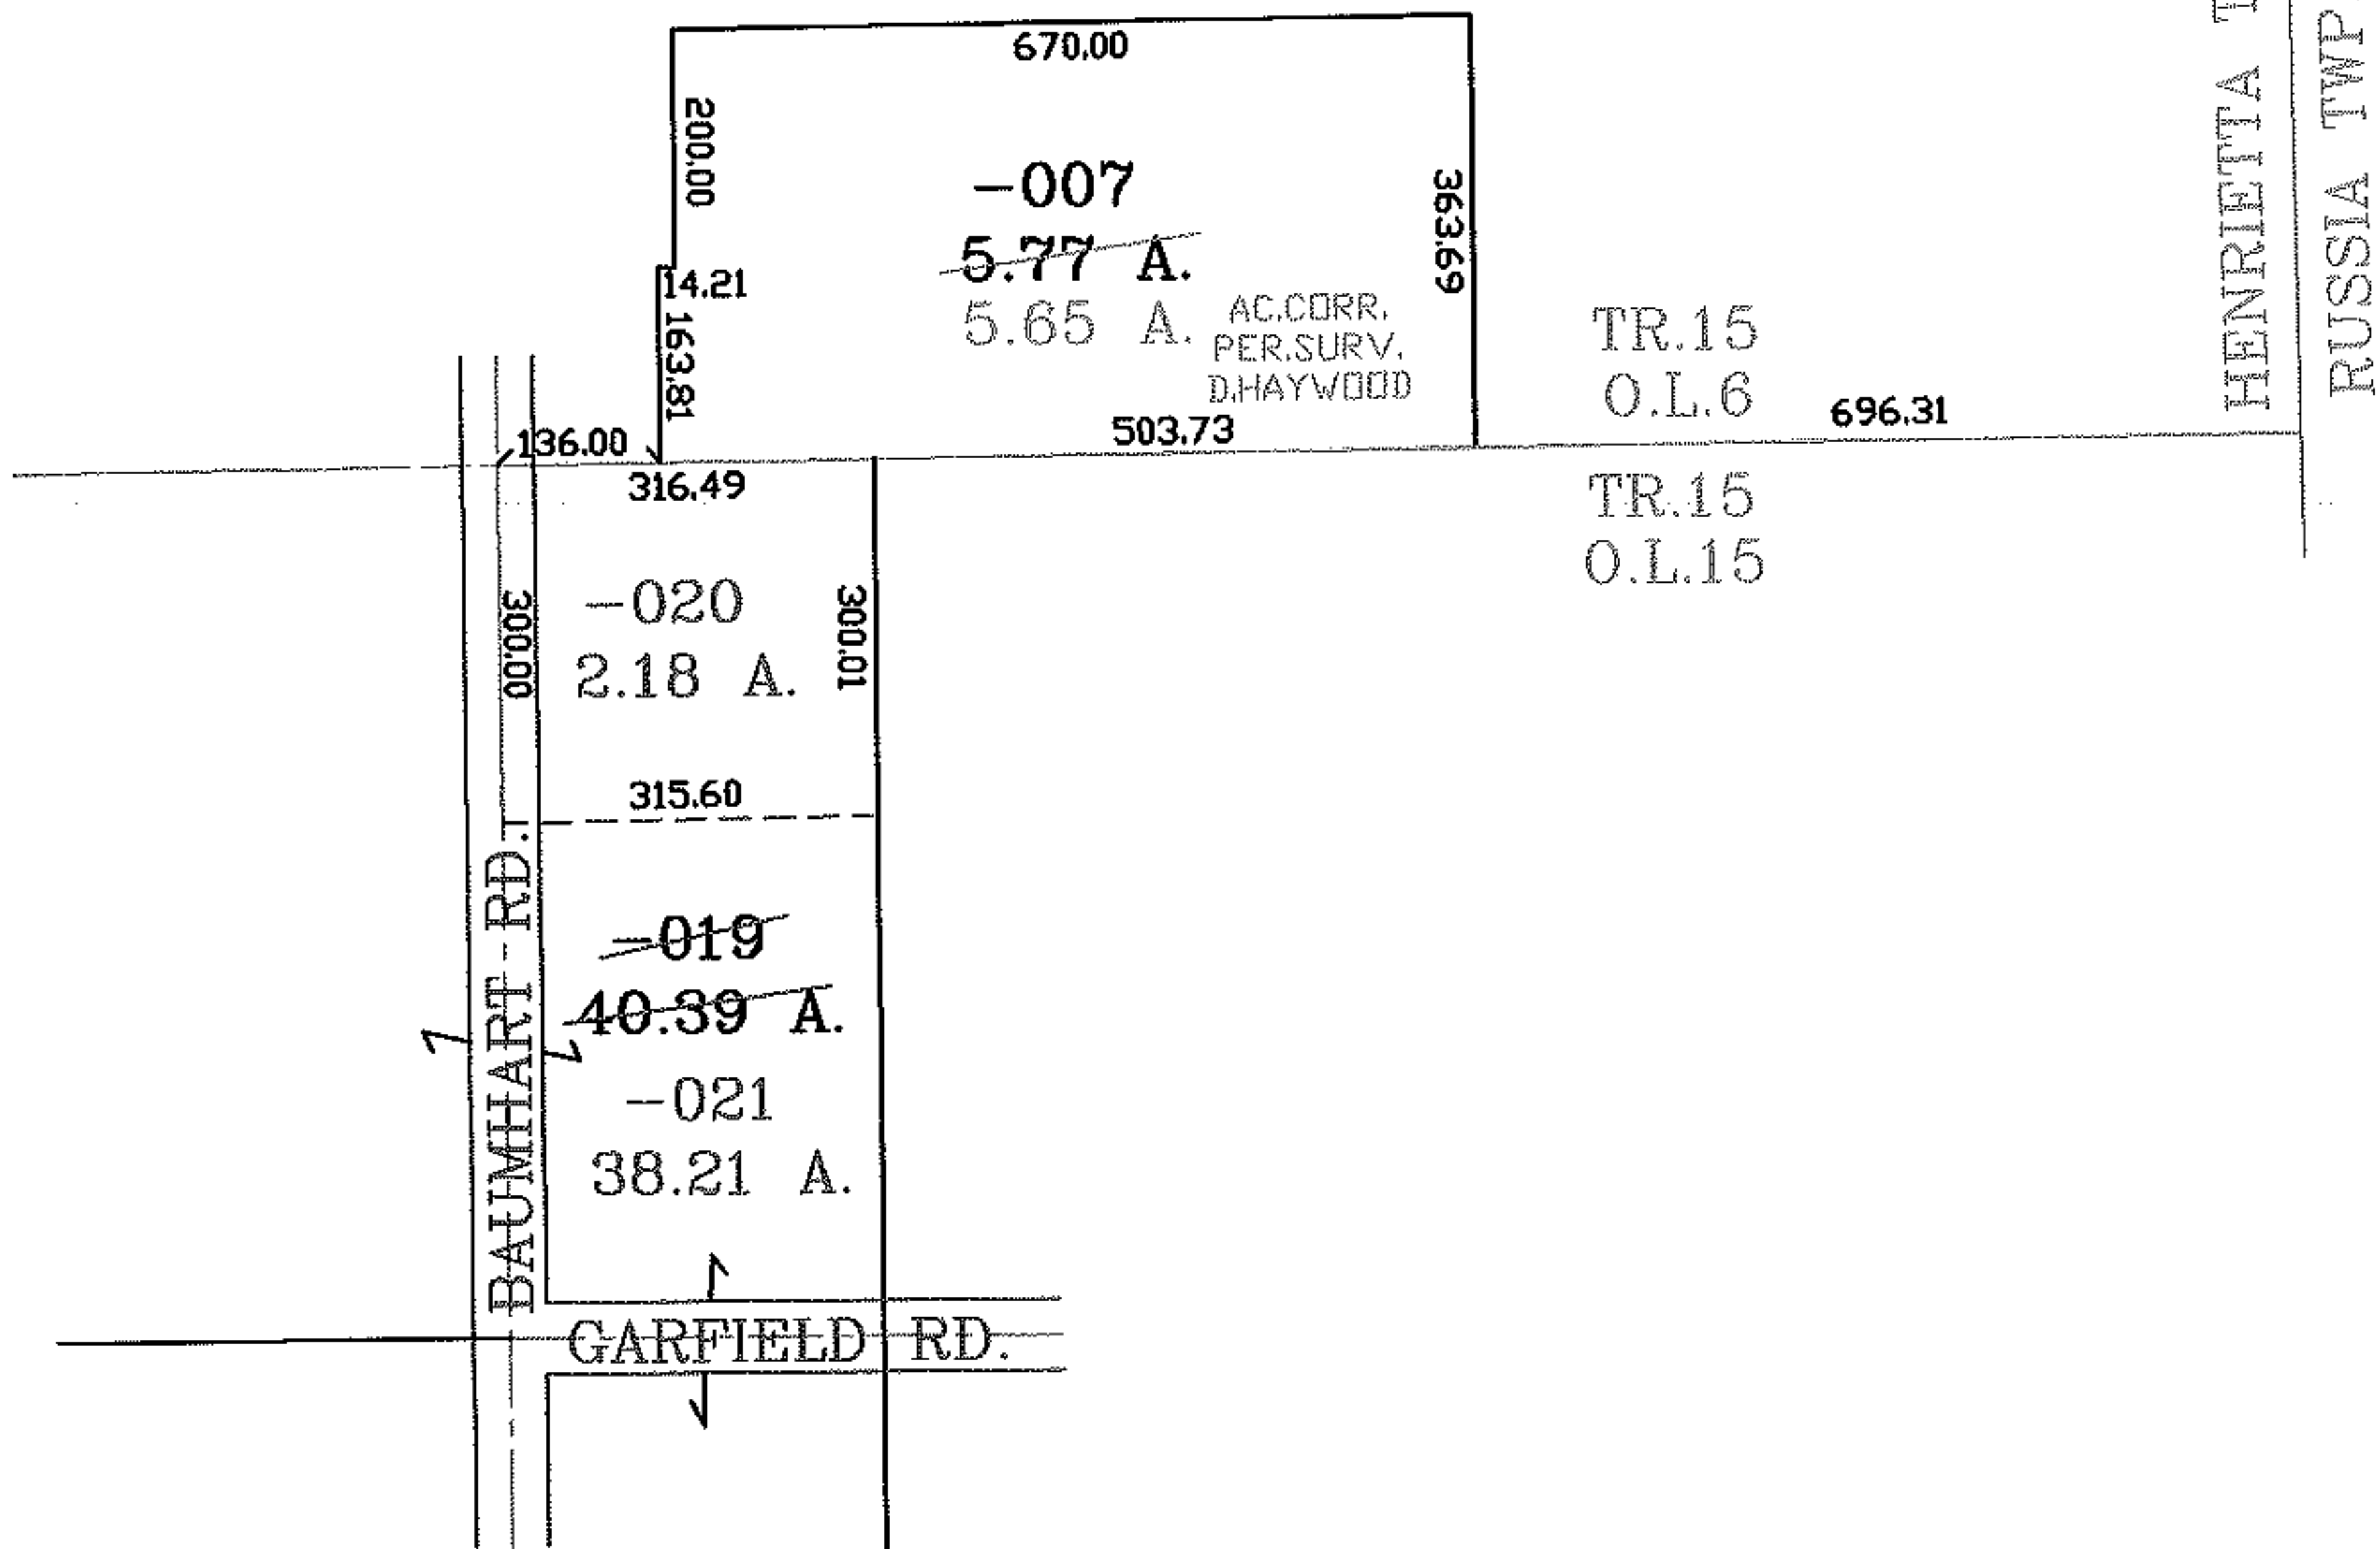 670.00
200.00
-007
5.77 A.
5.65 A.
AC.CORR.
PER.SURV.
D.HAYWOOD
363.69
14.21
163.81
TR.15
O.L.6
HENRIETTA
RUSSIA TWP
136.00
316.49
503.73
696.31
TR.15
O.L.15
300.00
-020
2.18 A.
300.01
315.60
BAUMHART RD.
-019
40.39 A.
-021
38.21 A.
GARFIELD RD.